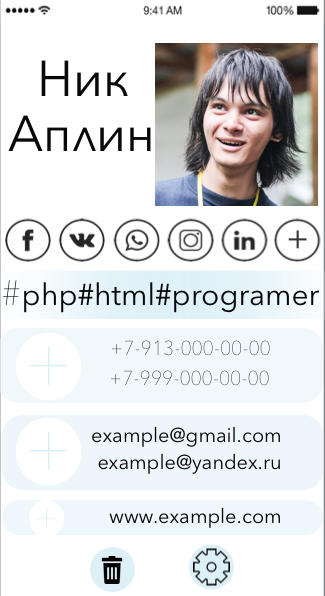 9:41 AM 100%
Ник
Аплин
#php#html#programer
+7-913-000-00-00
+7-999-000-00-00
example@gmail.com
example@yandex.ru
www.example.com